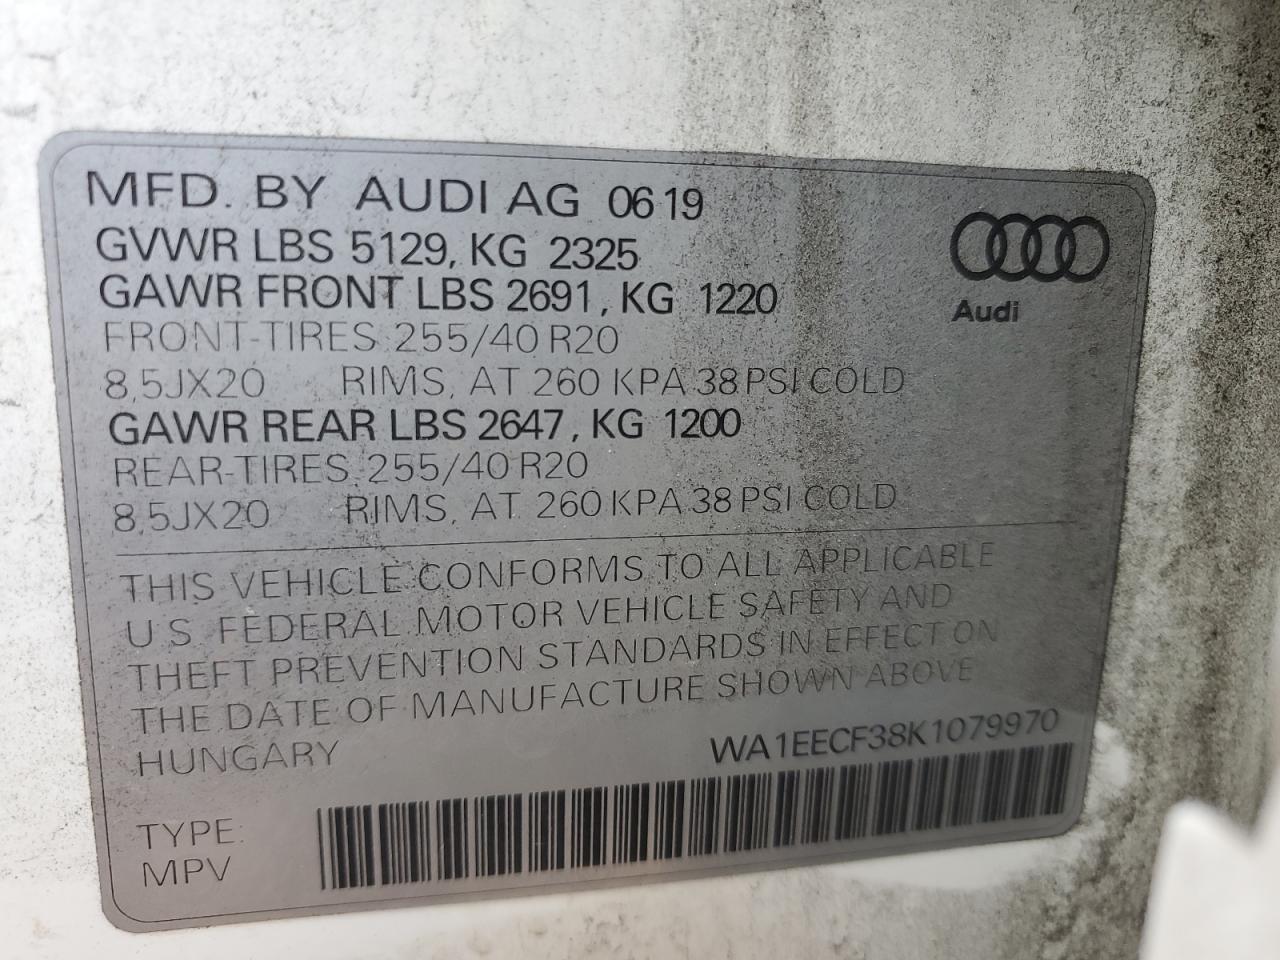 MFD. BY AUDI AG 06 19
GVWR LBS 5129, KG 2325
GAWR FRONT LBS 2691, KG 1220
FRONT-TIRES: 255/40 R20
8,5JX20 RIMS, AT 260 KPA 38 PSI COLD
GAWR REAR LBS 2647, KG 1200
REAR-TIRES: 255/40 R20
8,5JX20 RIMS, AT 260 KPA 38 PSI COLD
Audi
THIS VEHICLE CONFORMS TO ALL APPLICABLE
U S FEDERAL MOTOR VEHICLE SAFETY AND
THEFT PREVENTION STANDARDS IN EFFECT ON
THE DATE OF MANUFACTURE SHOWN ABOVE
HUNGARY WA1EECF38K1079970
TYPE:
MPV